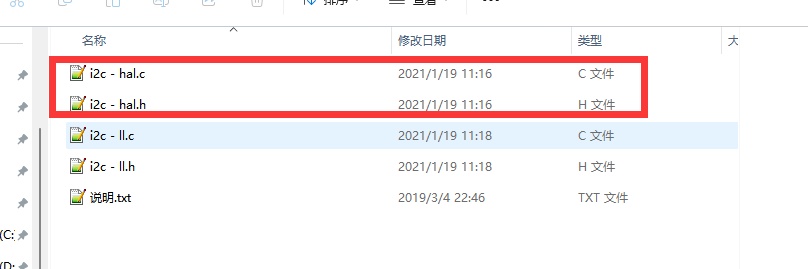 排序
查看
名称 修改日期 类型 大
i2c - hal.c 2021/1/19 11:16 C 文件
i2c - hal.h 2021/1/19 11:16 H 文件
i2c - ll.c 2021/1/19 11:18 C 文件
i2c - ll.h 2021/1/19 11:18 H 文件
说明.txt 2019/3/4 22:46 TXT 文件
(C:)
(D: